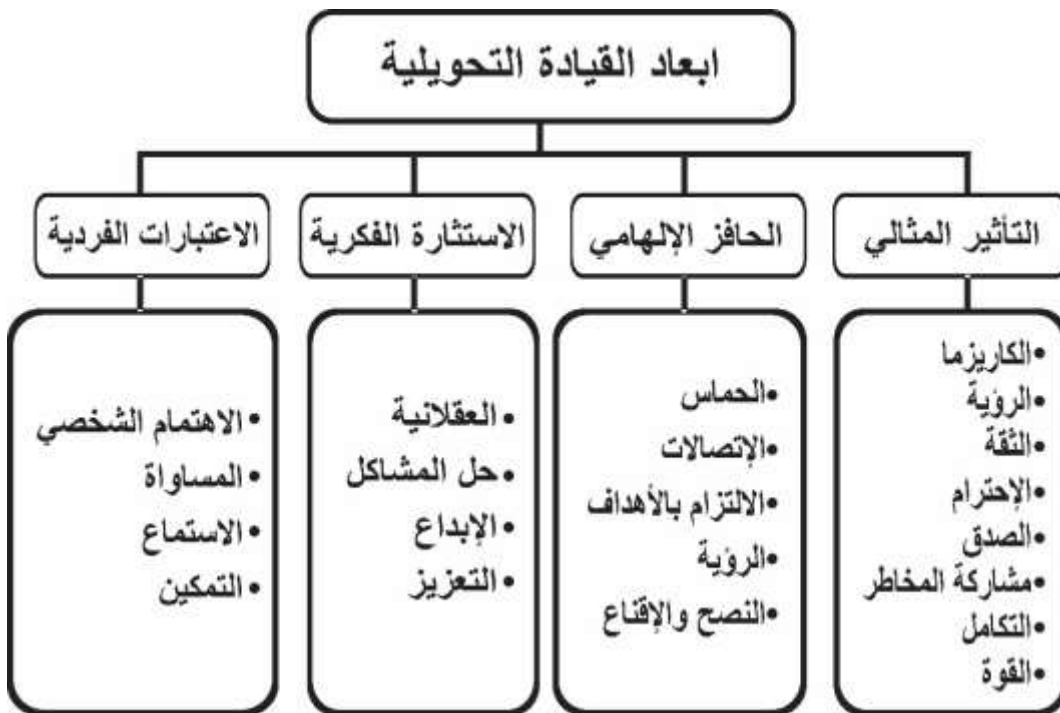 ابعاد القيادة التحويلية
التأثير المثالي
•الكاريزما
•الرؤية
•الثقة
•الإحترام
•الصدق
•مشاركة المخاطر
•التكامل
•القوة
الحافز الإلهامي
•الحماس
•الإتصالات
•الالتزام بالأهداف
•الرؤية
•النصح والإقناع
الاستثارة الفكرية
• العقلانية
• حل المشاكل
• الإبداع
• التعزيز
الاعتبارات الفردية
• الاهتمام الشخصي
• المساواة
• الاستماع
• التمكين